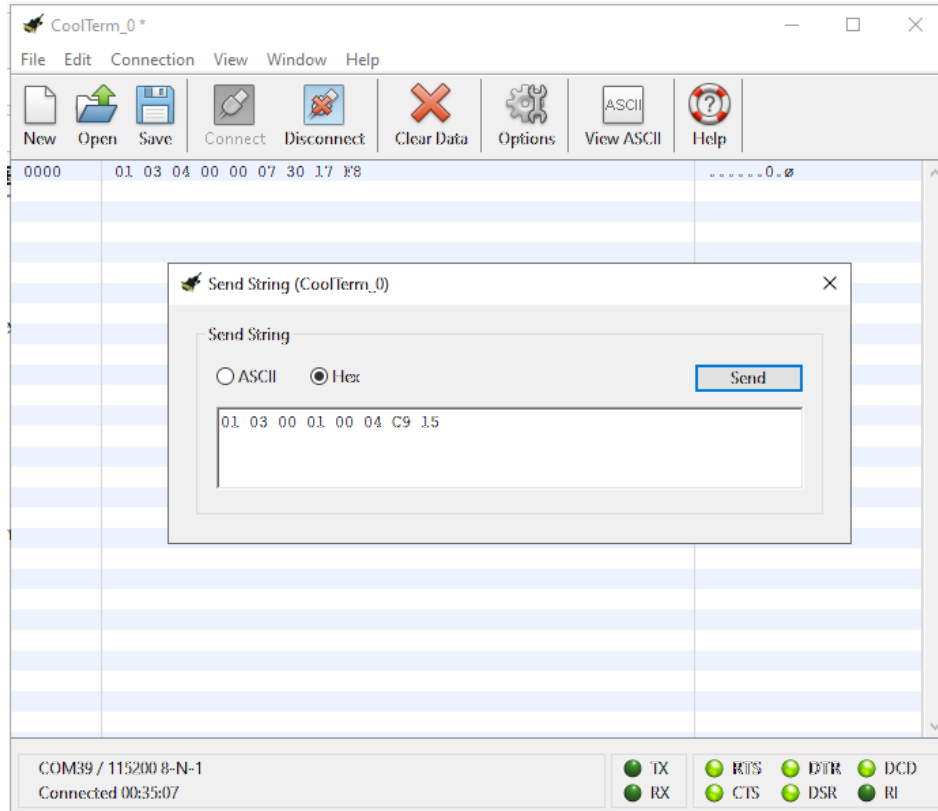 CoolTerm_0 *
File Edit Connection View Window Help
New Open Save Connect Disconnect Clear Data Options ASCII View ASCII Help
0000 01 03 04 00 00 07 30 17 F8 ......0.ø
Send String (CoolTerm_0)
Send String
ASCII Hex Send
01 03 00 01 00 04 C9 15
COM39 / 115200 8-N-1 TX RTS DTR DCD
Connected 00:35:07 RX CTS DSR RI